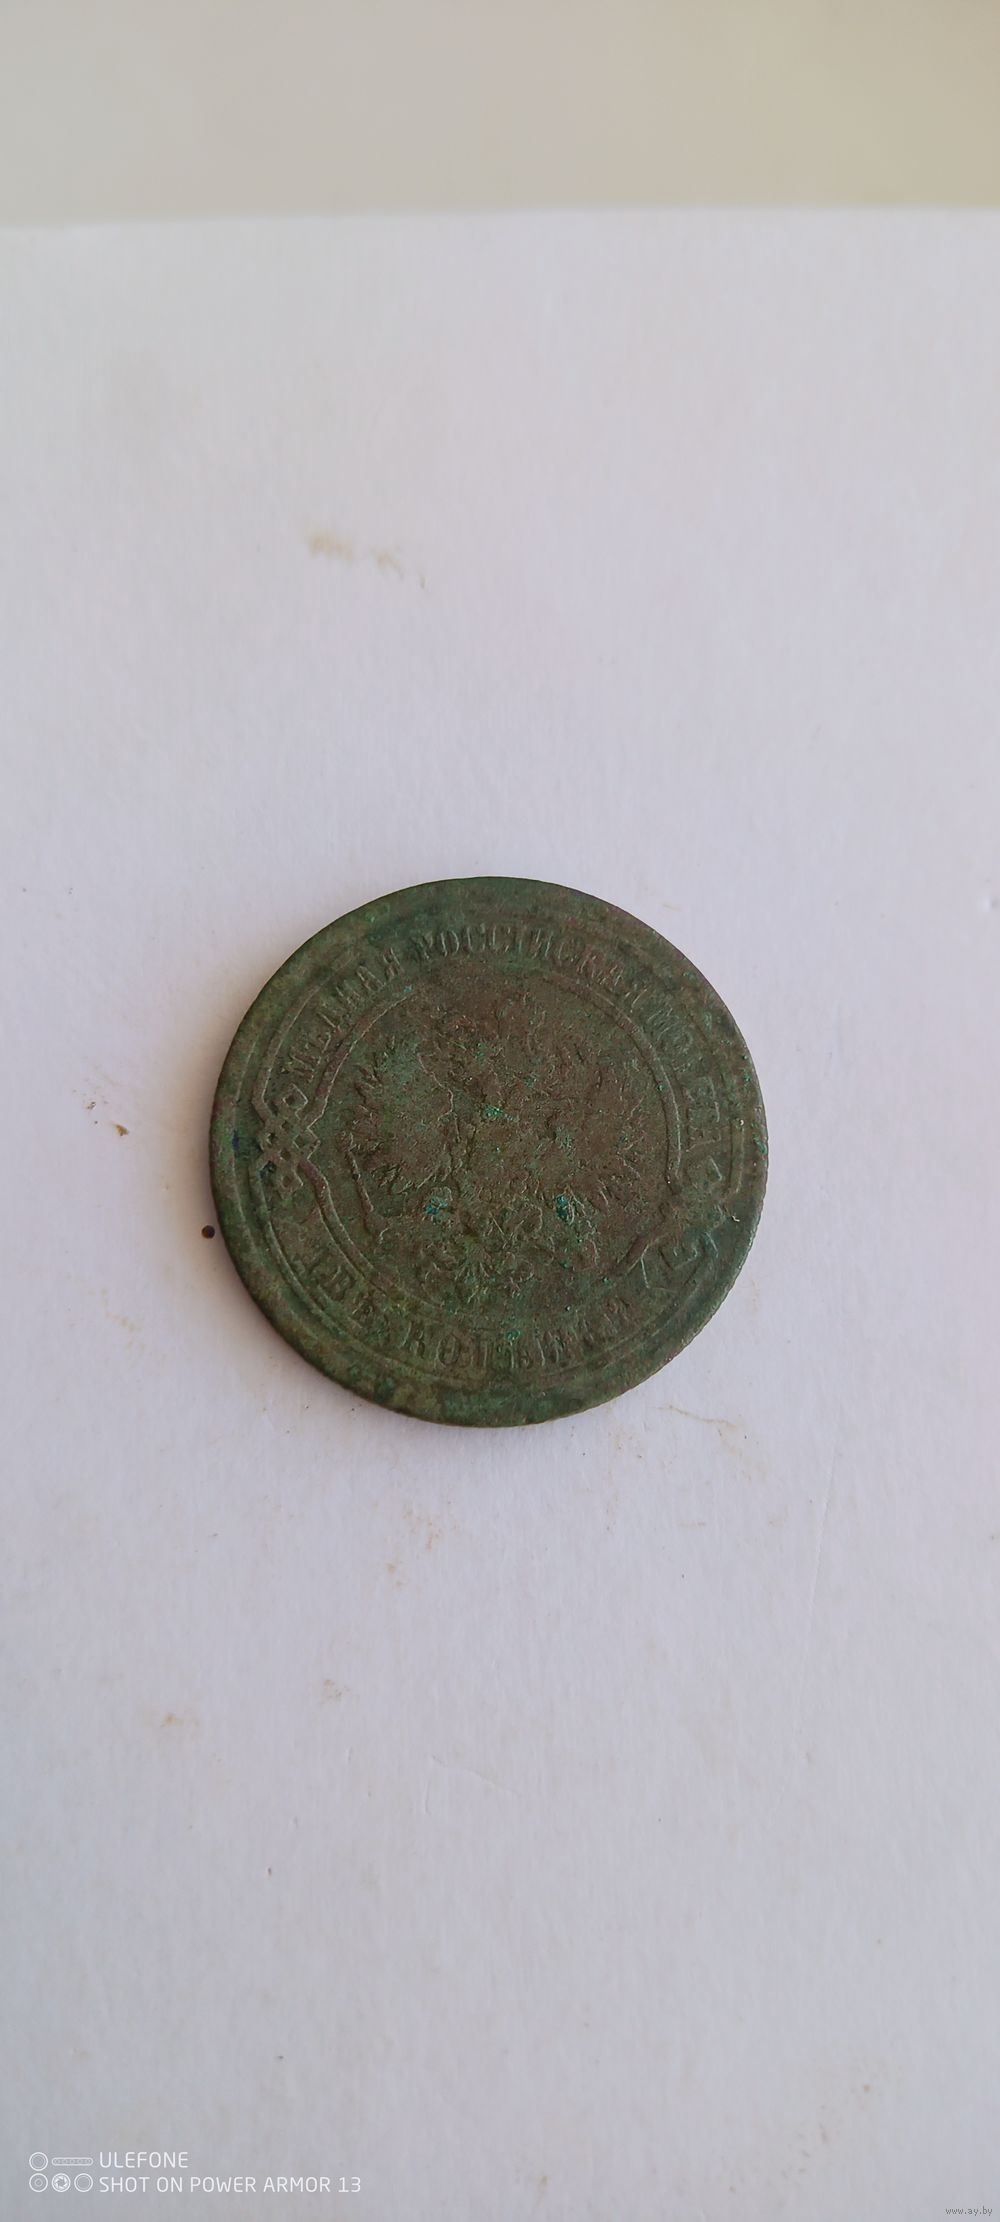 МѢДНАЯ РОССІЙСКАЯ МОНЕТА
ДВѢ КОПѢЙКИ
ULEFONE
SHOT ON POWER ARMOR 13
www.ay.by